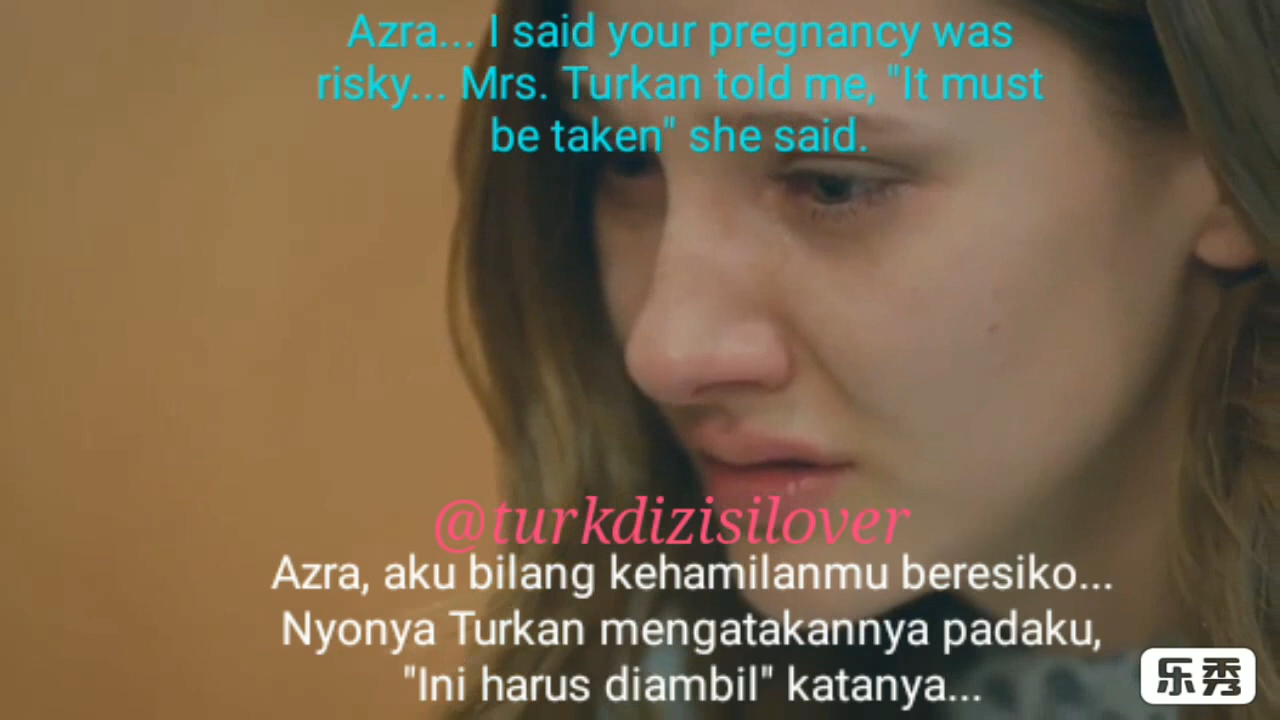 Azra... I said your pregnancy was
risky... Mrs. Turkan told me, "It must
be taken" she said.
@turkdizisilover
Azra, aku bilang kehamilanmu beresiko...
Nyonya Turkan mengatakannya padaku,
"Ini harus diambil" katanya...
乐秀